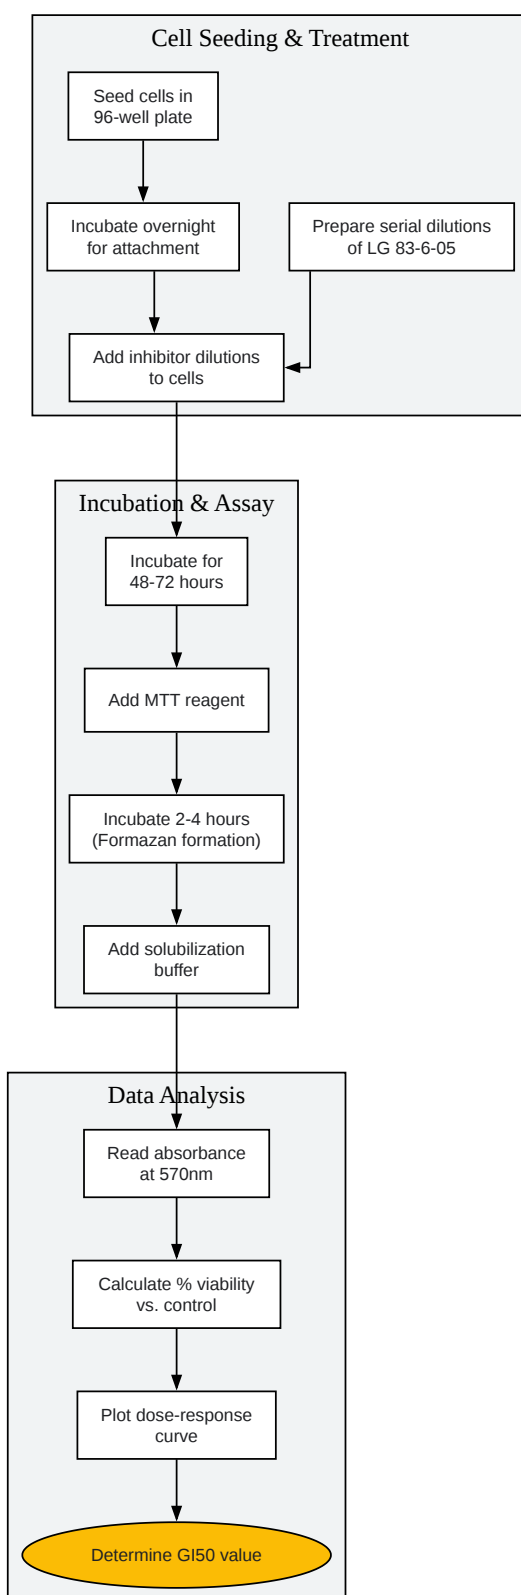 Cell Seeding & Treatment
Seed cells in
96-well plate
Incubate overnight
for attachment
Prepare serial dilutions
of LG 83-6-05
Add inhibitor dilutions
to cells
Incubation & Assay
Incubate for
48-72 hours
Add MTT reagent
Incubate 2-4 hours
(Formazan formation)
Add solubilization
buffer
Data Analysis
Read absorbance
at 570nm
Calculate % viability
vs. control
Plot dose-response
curve
Determine GI50 value